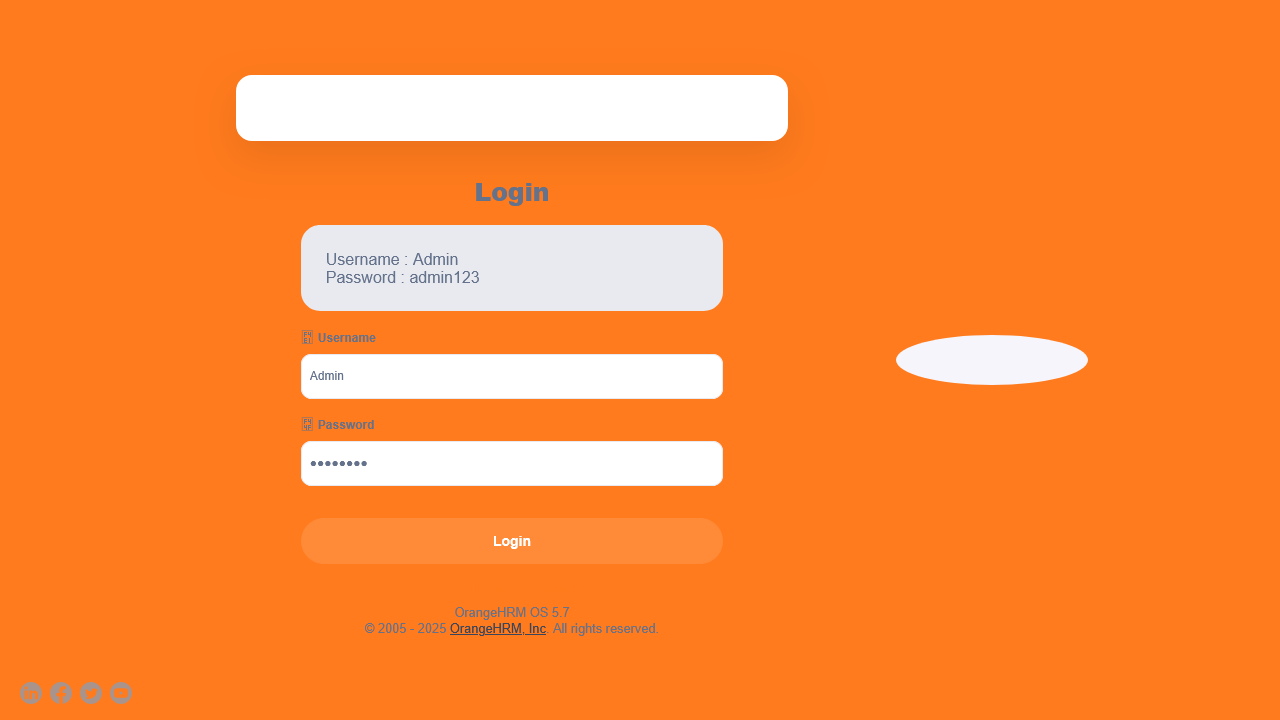 Login
Username : Admin
Password : admin123
Username
Admin
Password
••••••••
Login
OrangeHRM OS 5.7
© 2005 - 2025 OrangeHRM, Inc. All rights reserved.